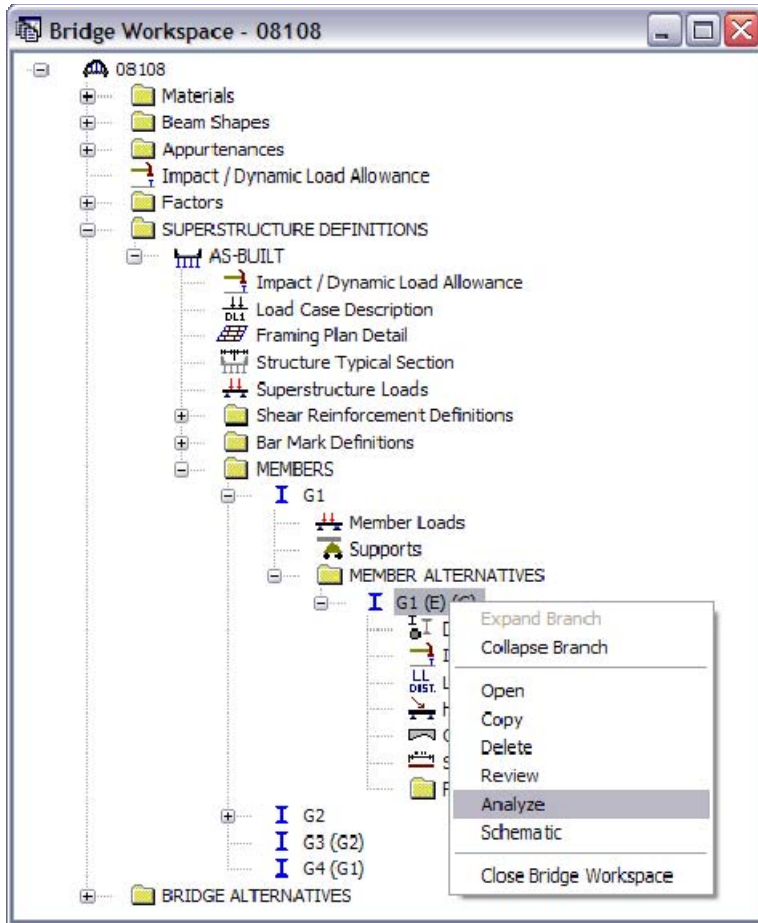 Bridge Workspace - 08108
08108
Materials
Beam Shapes
Appurtenances
Impact / Dynamic Load Allowance
Factors
SUPERSTRUCTURE DEFINITIONS
AS-BUILT
Impact / Dynamic Load Allowance
DL1 Load Case Description
Framing Plan Detail
Structure Typical Section
Superstructure Loads
Shear Reinforcement Definitions
Bar Mark Definitions
MEMBERS
G1
Member Loads
Supports
MEMBER ALTERNATIVES
G1 (E) (C)
Expand Branch
Collapse Branch
LL
DIST.
Open
Copy
Delete
Review
Analyze
Schematic
Close Bridge Workspace
G2
G3 (G2)
G4 (G1)
BRIDGE ALTERNATIVES